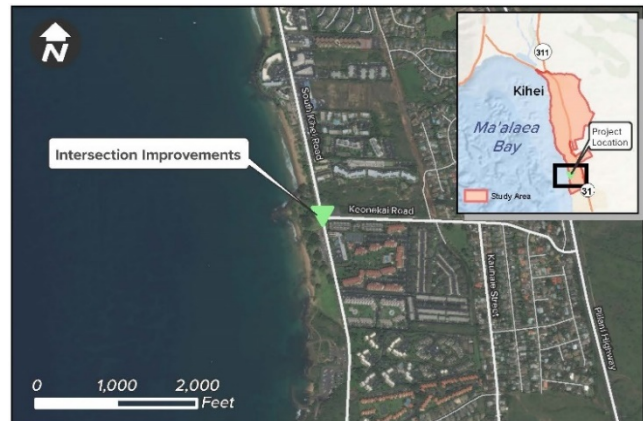 N
311
Kihei
Ma'alaea
Bay
Project
Location
Study Area
31
South Kihei Road
Intersection Improvements
Keonekai Road
Kaunale Street
Piilani Highway
0 1,000 2,000
Feet